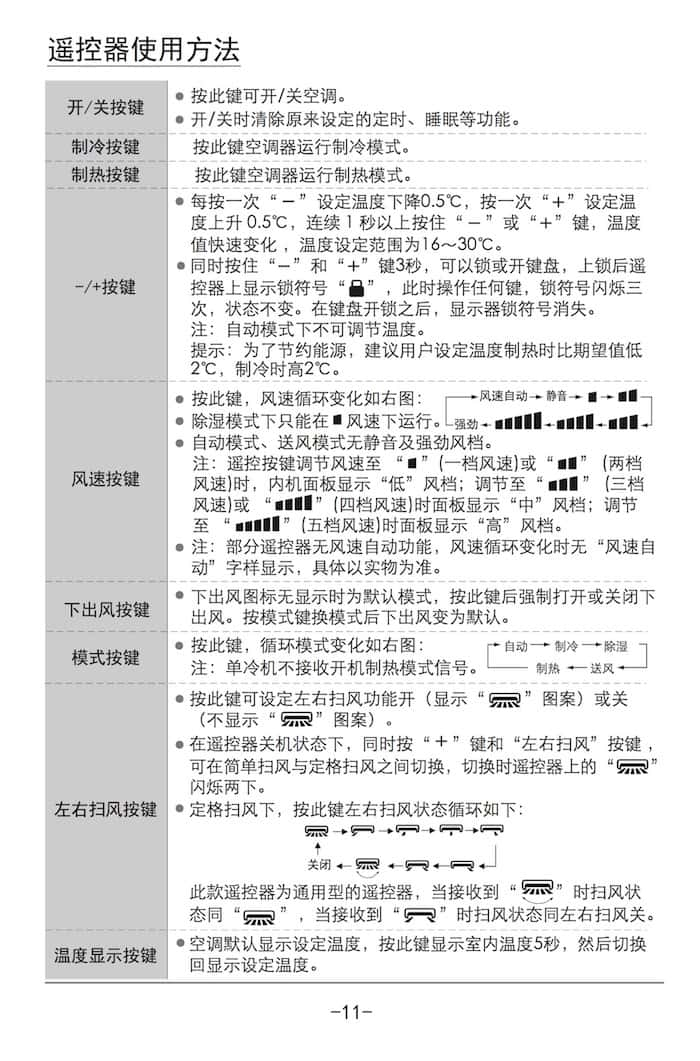 遥控器使用方法
开/关按键
● 按此键可开/关空调。
● 开/关时清除原来设定的定时、睡眠等功能。
制冷按键
按此键空调器运行制冷模式。
制热按键
按此键空调器运行制热模式。
-/+按键
● 每按一次“－”设定温度下降0.5℃，按一次“＋”设定温
度上升 0.5℃，连续 1 秒以上按住“－”或“＋”键，温度
值快速变化 ，温度设定范围为16～30℃。
● 同时按住“－”和“＋”键3秒，可以锁或开键盘，上锁后遥
控器上显示锁符号“ ”，此时操作任何键，锁符号闪烁三
次，状态不变。在键盘开锁之后，显示器锁符号消失。
注：自动模式下不可调节温度。
提示：为了节约能源，建议用户设定温度制热时比期望值低
2℃，制冷时高2℃。
风速按键
● 按此键，风速循环变化如右图：
风速自动→ 静音→ → 
● 除湿模式下只能在 风速下运行。
强劲← ← ←
● 自动模式、送风模式无静音及强劲风档。
注：遥控按键调节风速至 “ ”(一档风速)或“ ” (两档
风速)时，内机面板显示“低”风档；调节至“ ” (三档
风速)或 “ ”(四档风速)时面板显示“中”风档；调节
至 “ ”(五档风速)时面板显示“高”风档。
● 注：部分遥控器无风速自动功能，风速循环变化时无“风速自
动”字样显示，具体以实物为准。
下出风按键
● 下出风图标无显示时为默认模式，按此键后强制打开或关闭下
出风。按模式键换模式后下出风变为默认。
模式按键
● 按此键，循环模式变化如右图：
自动 → 制冷 → 除湿
注：单冷机不接收开机制热模式信号。
制热 ← 送风 ←
左右扫风按键
● 按此键可设定左右扫风功能开（显示“ ”图案）或关
（不显示“ ”图案）。
● 在遥控器关机状态下，同时按“＋”键和“左右扫风”按键 ，
可在简单扫风与定格扫风之间切换，切换时遥控器上的“ ”
闪烁两下。
● 定格扫风下，按此键左右扫风状态循环如下：
关闭
此款遥控器为通用型的遥控器，当接收到“ ”时扫风状
态同“ ”，当接收到“ ”时扫风状态同左右扫风关。
温度显示按键
● 空调默认显示设定温度，按此键显示室内温度5秒，然后切换
回显示设定温度。
-11-